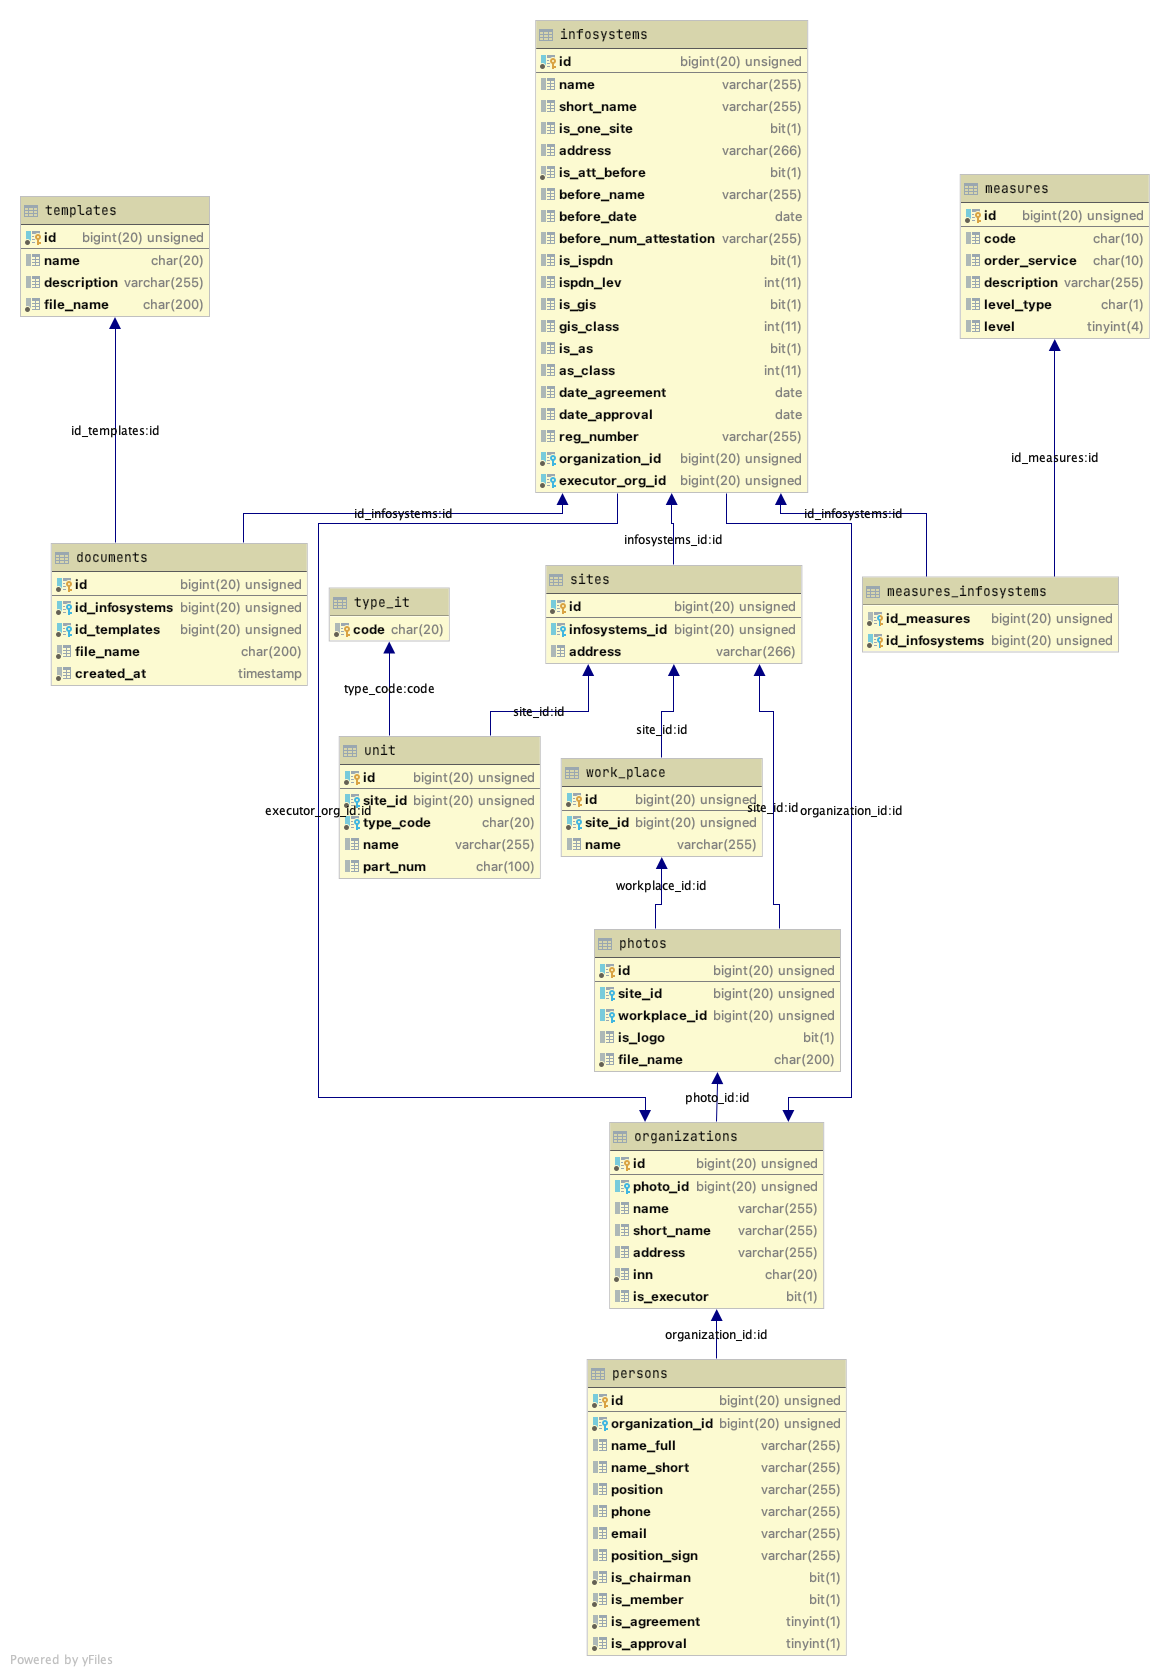 infosystems
id bigint(20) unsigned
name varchar(255)
short_name varchar(255)
is_one_site bit(1)
address varchar(266)
is_att_before bit(1)
before_name varchar(255)
before_date date
before_num_attestation varchar(255)
is_ispdn bit(1)
ispdn_lev int(11)
is_gis bit(1)
gis_class int(11)
is_as bit(1)
as_class int(11)
date_agreement date
date_approval date
reg_number varchar(255)
organization_id bigint(20) unsigned
executor_org_id bigint(20) unsigned
measures
id bigint(20) unsigned
code char(10)
order_service char(10)
description varchar(255)
level_type char(1)
level tinyint(4)
templates
id bigint(20) unsigned
name char(20)
description varchar(255)
file_name char(200)
id_templates:id
id_measures:id
id_infosystems:id
id_infosystems:id
infosystems_id:id
documents
id bigint(20) unsigned
id_infosystems bigint(20) unsigned
id_templates bigint(20) unsigned
file_name char(200)
created_at timestamp
type_it
code char(20)
sites
id bigint(20) unsigned
infosystems_id bigint(20) unsigned
address varchar(266)
measures_infosystems
id_measures bigint(20) unsigned
id_infosystems bigint(20) unsigned
type_code:code
site_id:id
site_id:id
unit
id bigint(20) unsigned
site_id bigint(20) unsigned
type_code char(20)
name varchar(255)
part_num char(100)
executor_org_id:id
work_place
id bigint(20) unsigned
site_id bigint(20) unsigned
name varchar(255)
site_id:id
organization_id:id
workplace_id:id
photos
id bigint(20) unsigned
site_id bigint(20) unsigned
workplace_id bigint(20) unsigned
is_logo bit(1)
file_name char(200)
photo_id:id
organizations
id bigint(20) unsigned
photo_id bigint(20) unsigned
name varchar(255)
short_name varchar(255)
address varchar(255)
inn char(20)
is_executor bit(1)
organization_id:id
persons
id bigint(20) unsigned
organization_id bigint(20) unsigned
name_full varchar(255)
name_short varchar(255)
position varchar(255)
phone varchar(255)
email varchar(255)
position_sign varchar(255)
is_chairman bit(1)
is_member bit(1)
is_agreement tinyint(1)
is_approval tinyint(1)
Powered by yFiles